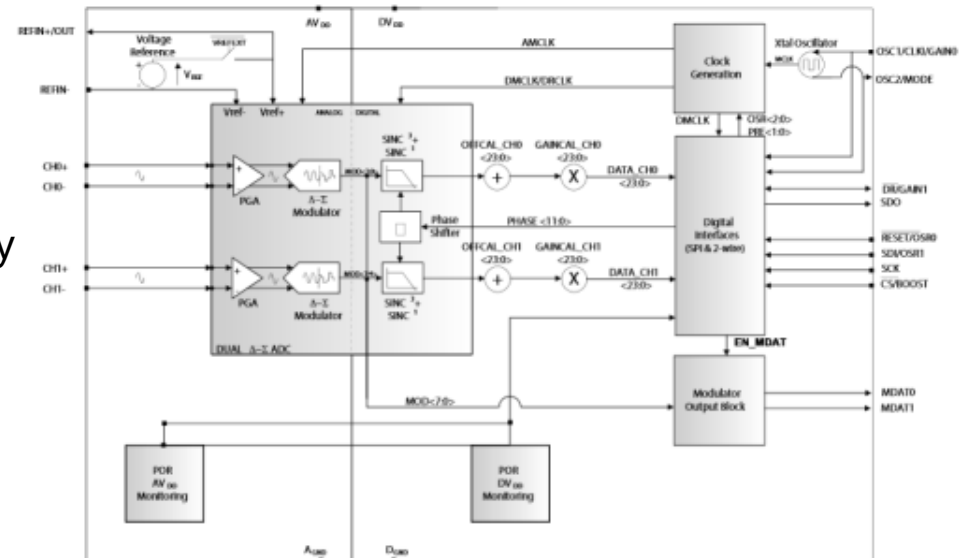 AV DD
DV DD
REFIN+/OUT
Voltage
Reference
VREFEXT
V REF
REFIN-
AMCLK
DMCLK/DRCLK
Clock
Generation
Xtal Oscillator
MCLK
OSC1/CLKI/GAIN0
OSC2/MODE
Vref-
Vref+
ANALOG
DIGITAL
DMCLK
OSR<2:0>
PRE<1:0>
CH0+
CH0-
PGA
Δ-Σ
Modulator
SINC 3+
SINC 1
OFFCAL_CH0
<23:0>
GAINCAL_CH0
<23:0>
DATA_CH0
<23:0>
+
X
Phase
Shifter
PHASE <11:0>
Digital
Interfaces
(SPI & 2-wire)
DR/GAIN1
SDO
RESET/OSR0
SDI/OSR1
SCK
CS/BOOST
y
CH1+
CH1-
PGA
Δ-Σ
Modulator
SINC 3+
SINC 1
OFFCAL_CH1
<23:0>
GAINCAL_CH1
<23:0>
DATA_CH1
<23:0>
+
X
DUAL Δ-Σ ADC
EN_MDAT
MOD<7:0>
Modulator
Output Block
MDAT0
MDAT1
POR
AV DD
Monitoring
POR
DV DD
Monitoring
A GND
D GND